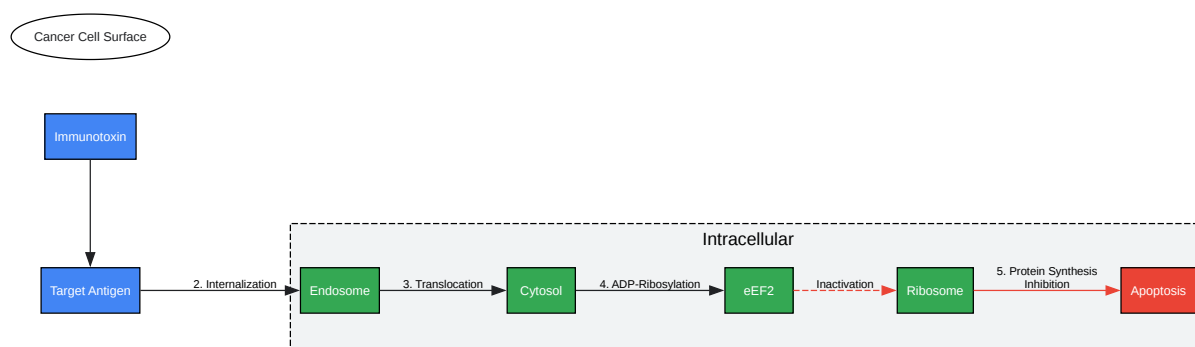 Cancer Cell Surface
Immunotoxin
Intracellular
Target Antigen
2. Internalization
Endosome
3. Translocation
Cytosol
4. ADP-Ribosylation
eEF2
Inactivation
Ribosome
5. Protein Synthesis
Inhibition
Apoptosis